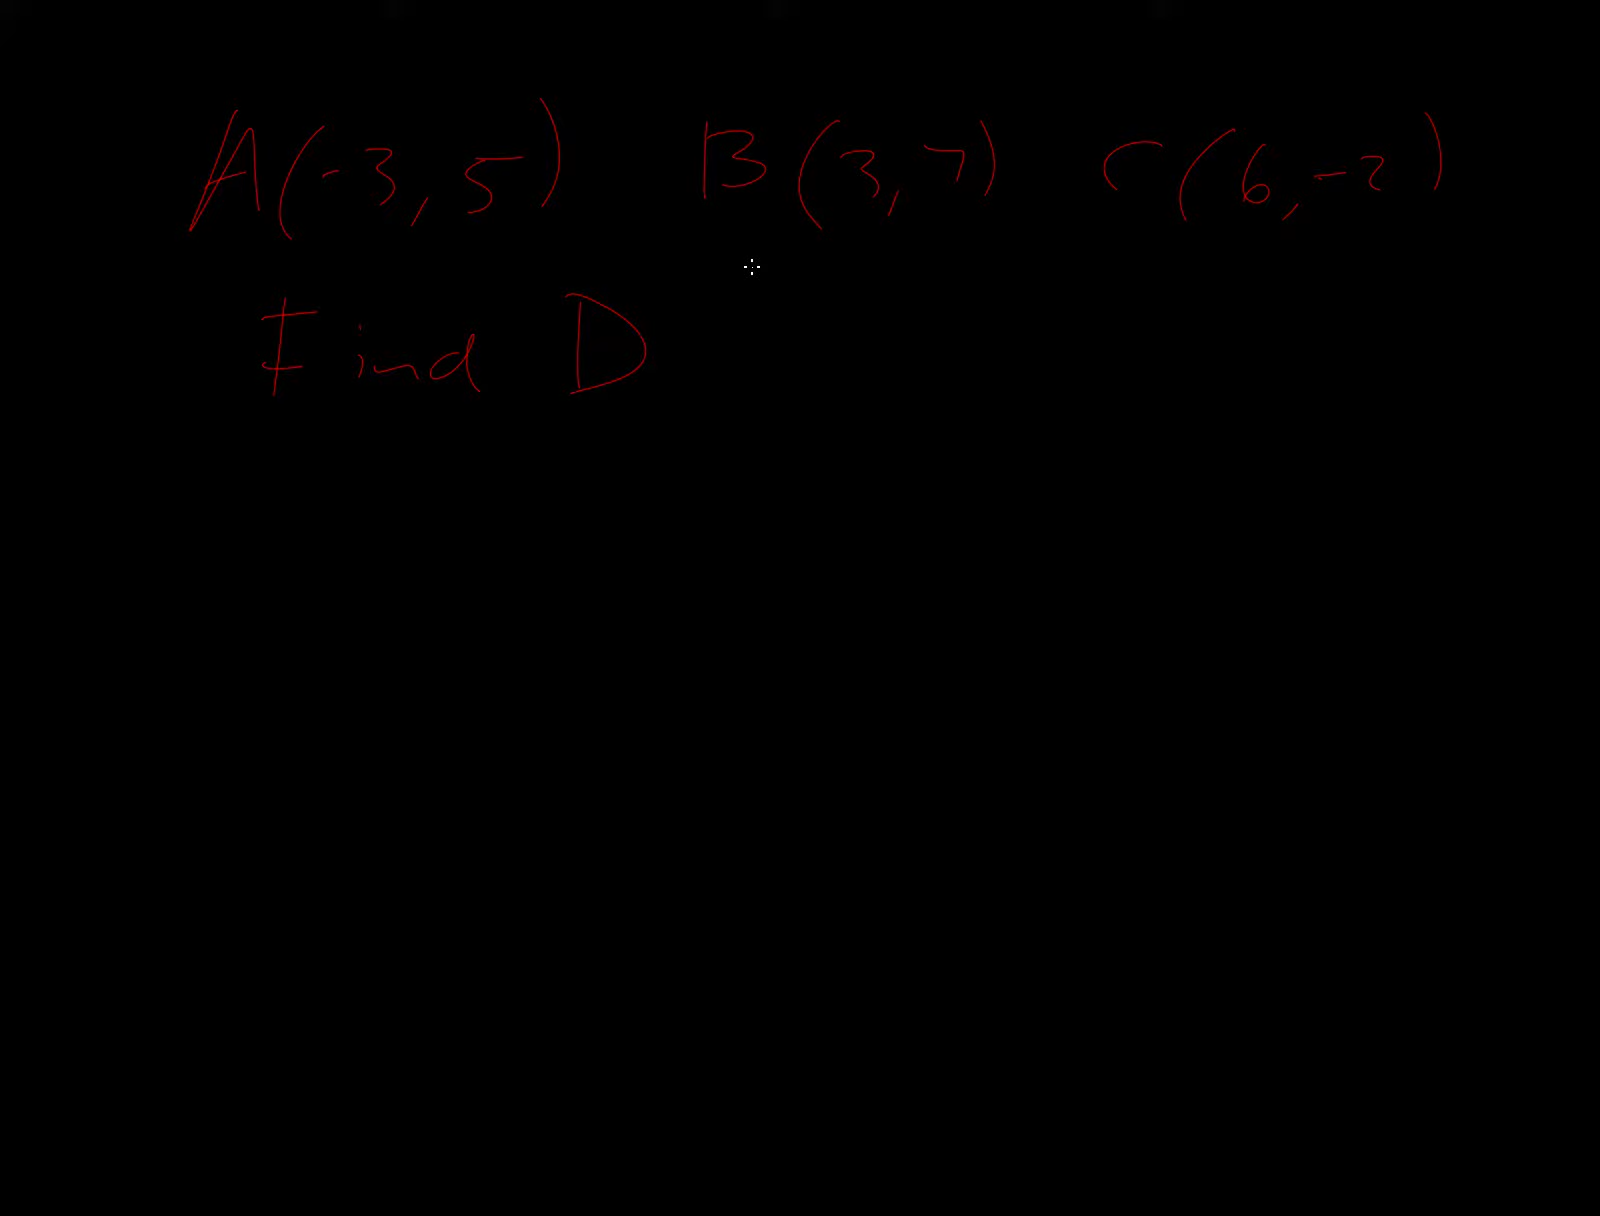 A(-3, 5) B(3, 7) C(6, -2)
Find D